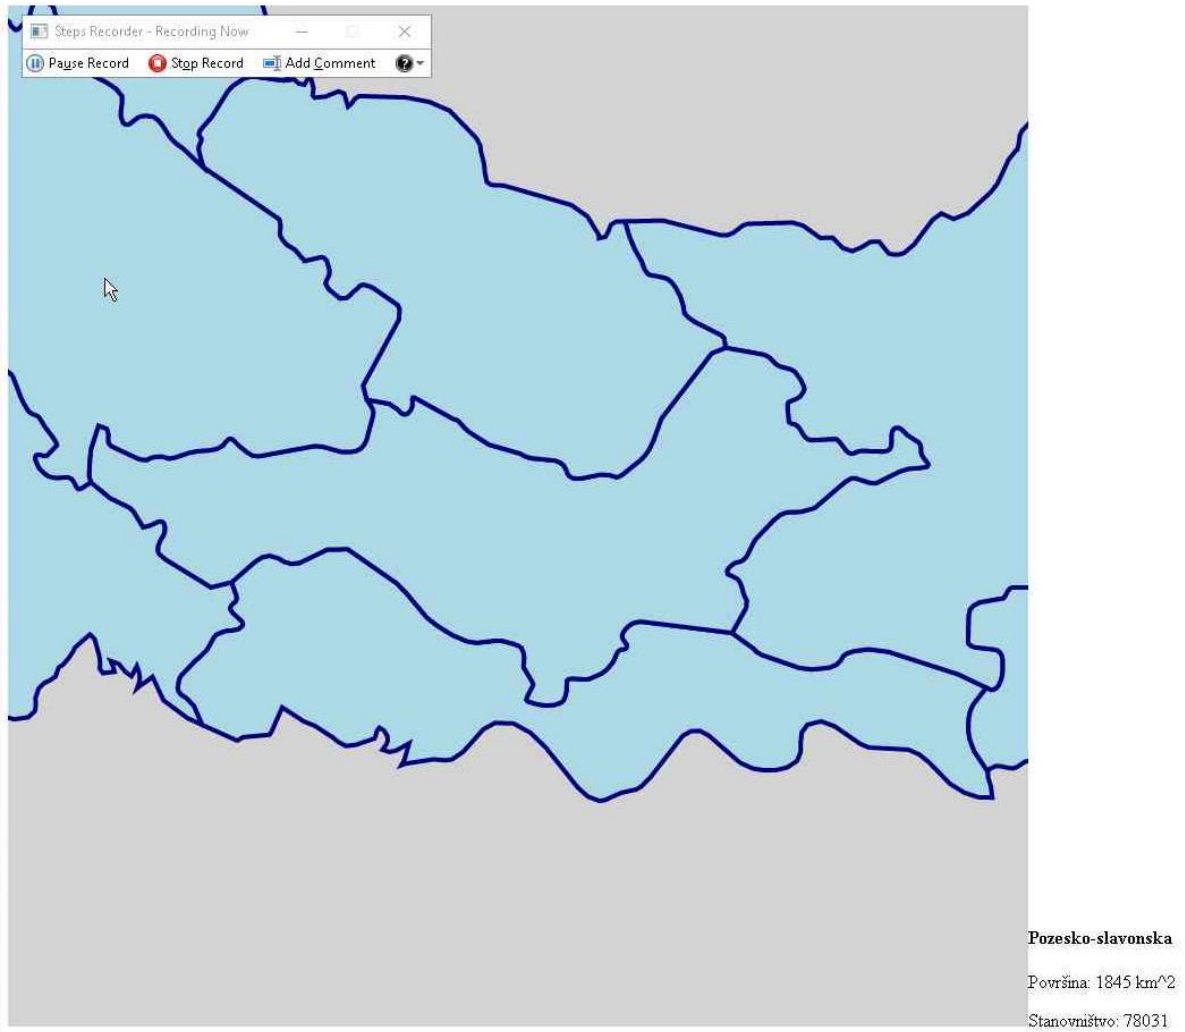 Steps Recorder - Recording Now
Pause Record Stop Record Add Comment
Pozesko-slavonska
Površina: 1845 km^2
Stanovništvo: 78031